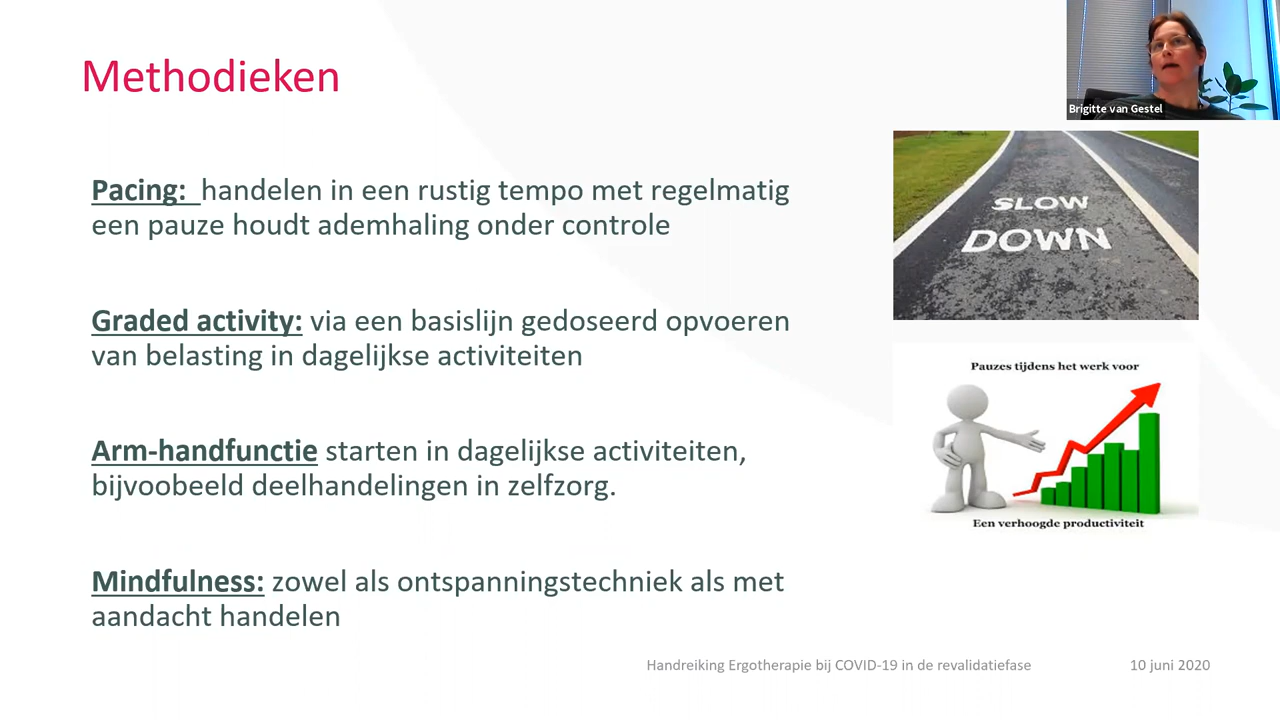 Methodieken
Brigitte van Gestel
Pacing: handelen in een rustig tempo met regelmatig
een pauze houdt ademhaling onder controle
Graded activity: via een basislijn gedoseerd opvoeren
van belasting in dagelijkse activiteiten
Arm-handfunctie starten in dagelijkse activiteiten,
bijvoobeeld deelhandelingen in zelfzorg.
Mindfulness: zowel als ontspanningstechniek als met
aandacht handelen
SLOW
DOWN
Pauzes tijdens het werk voor
Een verhoogde productiviteit
Handreiking Ergotherapie bij COVID-19 in de revalidatiefase
10 juni 2020